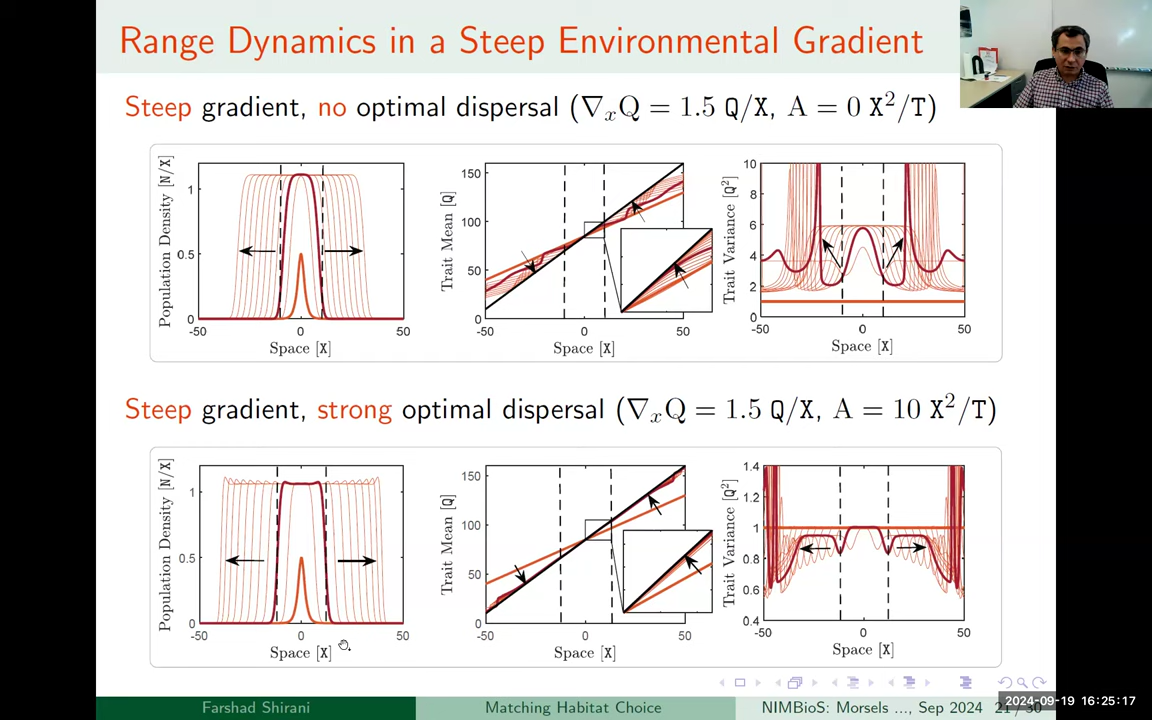 Range Dynamics in a Steep Environmental Gradient
Steep gradient, no optimal dispersal (∇ₓQ = 1.5 Q/X, A = 0 X²/T)
Population Density [N/X]
1
0.5
0
-50 0 50
Space [X]
Trait Mean [Q]
150
100
50
0
-50 0 50
Space [X]
Trait Variance [Q²]
10
8
6
4
2
0
-50 0 50
Space [X]
Steep gradient, strong optimal dispersal (∇ₓQ = 1.5 Q/X, A = 10 X²/T)
Population Density [N/X]
1
0.5
0
-50 0 50
Space [X]
Trait Mean [Q]
150
100
50
0
-50 0 50
Space [X]
Trait Variance [Q²]
1.4
1.2
1
0.8
0.6
0.4
-50 0 50
Space [X]
Farshad Shirani Matching Habitat Choice NIMBioS: Morsels ..., Sep 2024 21/30
2024-09-19 16:25:17